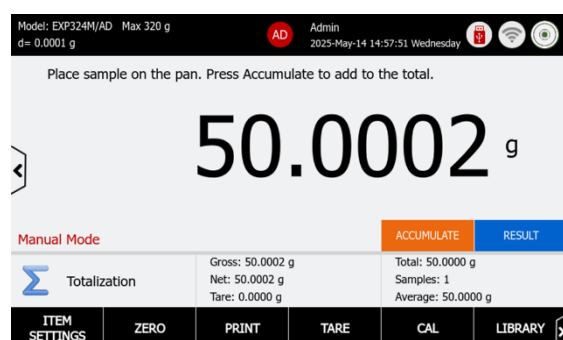 Model: EXP324M/AD Max 320 g
d= 0.0001 g
AD
Admin
2025-May-14 14:57:51 Wednesday
Place sample on the pan. Press Accumulate to add to the total.
50.0002 g
Manual Mode
ACCUMULATE
RESULT
Totalization
Gross: 50.0002 g
Net: 50.0002 g
Tare: 0.0000 g
Total: 50.0000 g
Samples: 1
Average: 50.0000 g
ITEM
SETTINGS
ZERO
PRINT
TARE
CAL
LIBRARY